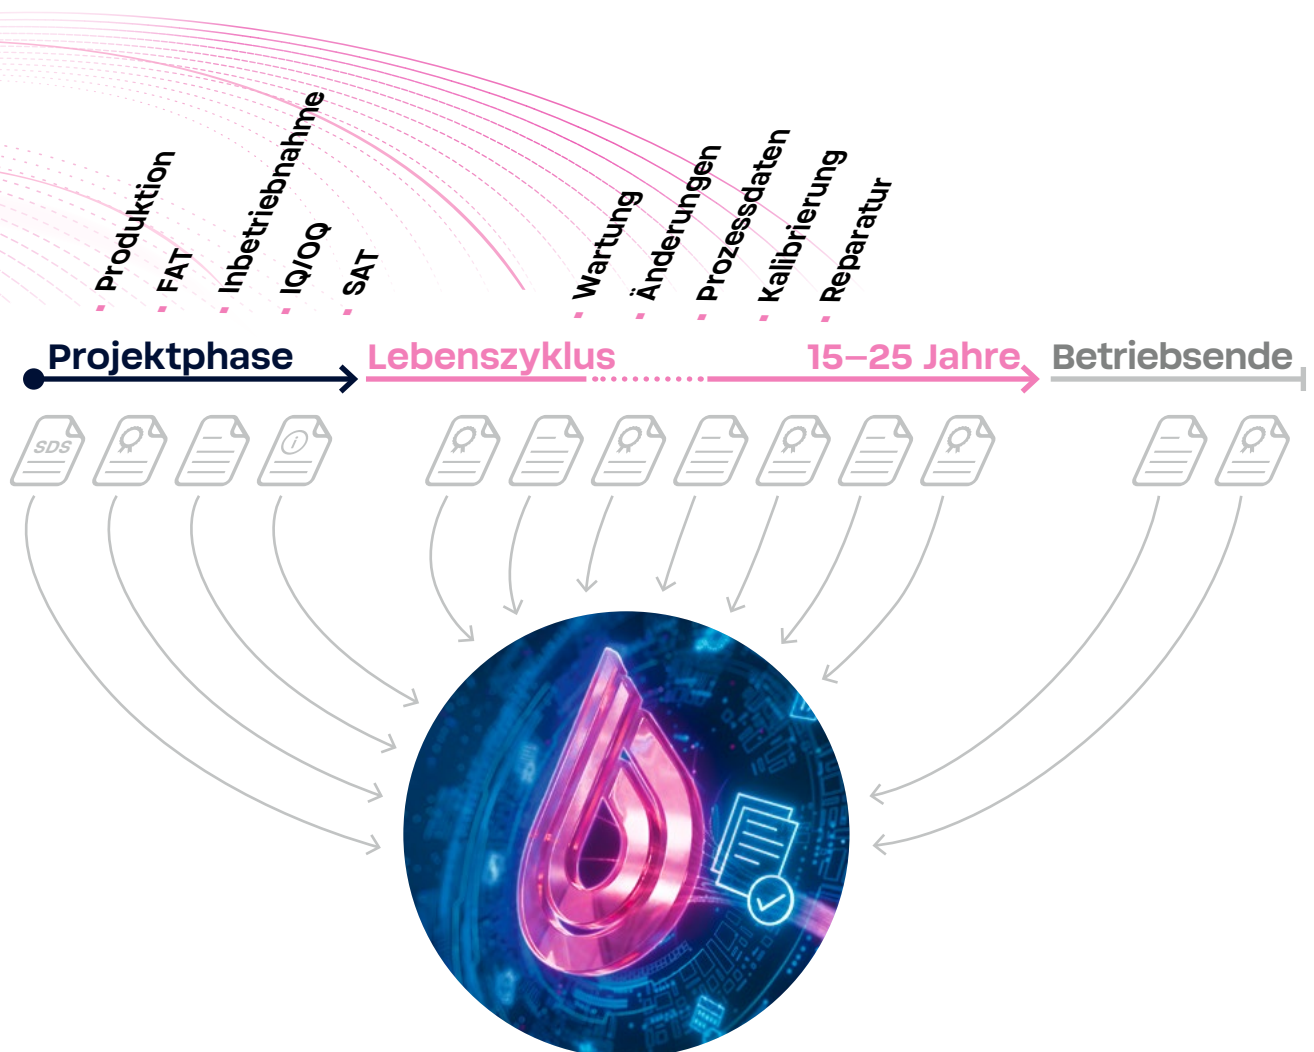 Produktion
FAT
Inbetriebnahme
IQ/OQ
SAT
Wartung
Änderungen
Prozessdaten
Kalibrierung
Reparatur
Projektphase
Lebenszyklus
15–25 Jahre
Betriebsende
SDS
i